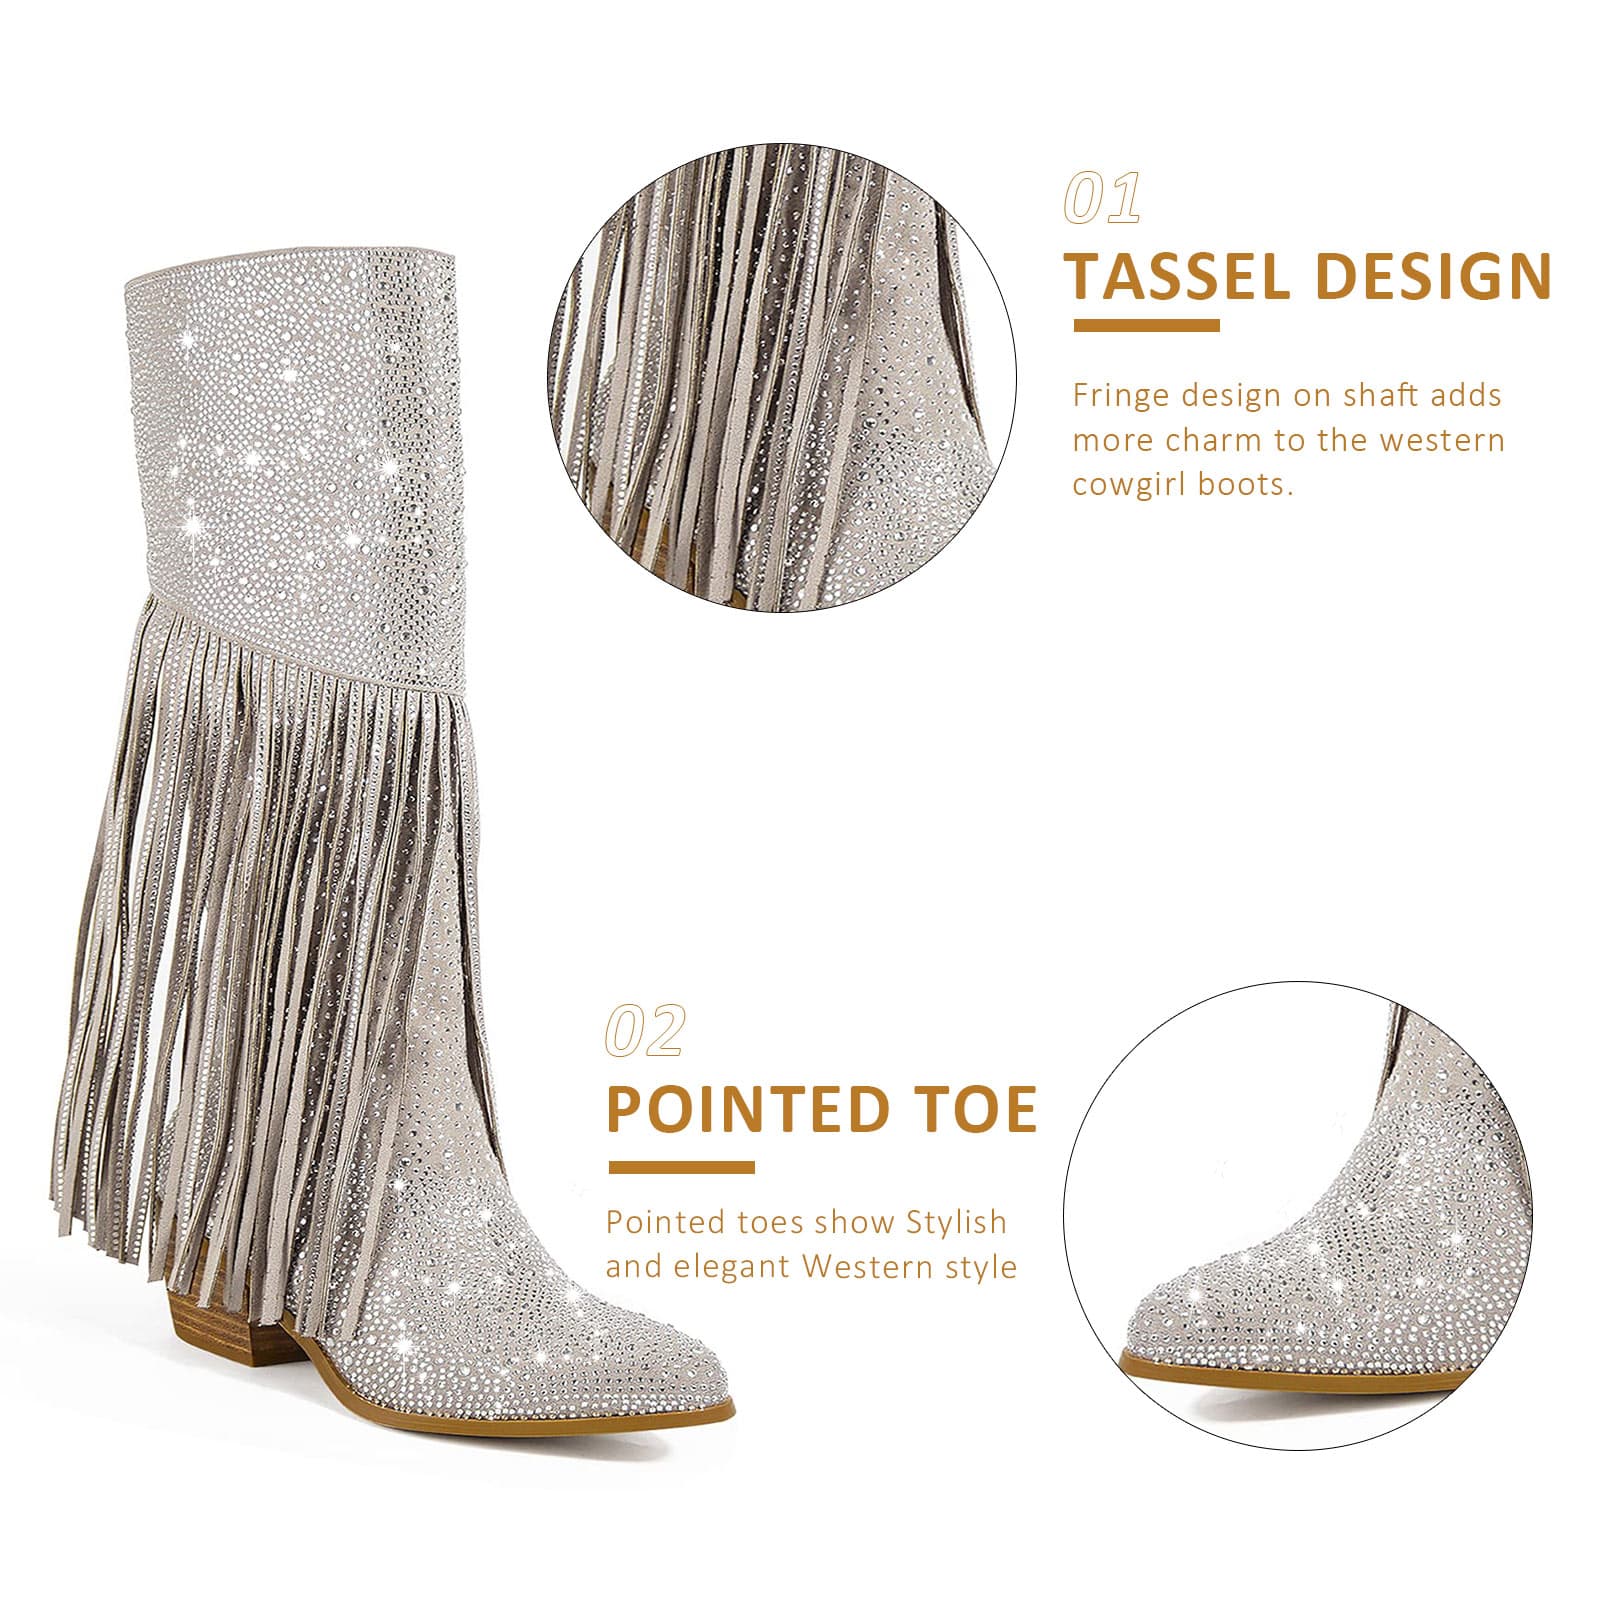 01
TASSEL DESIGN
Fringe design on shaft adds
more charm to the western
cowgirl boots.
02
POINTED TOE
Pointed toes show Stylish
and elegant Western style